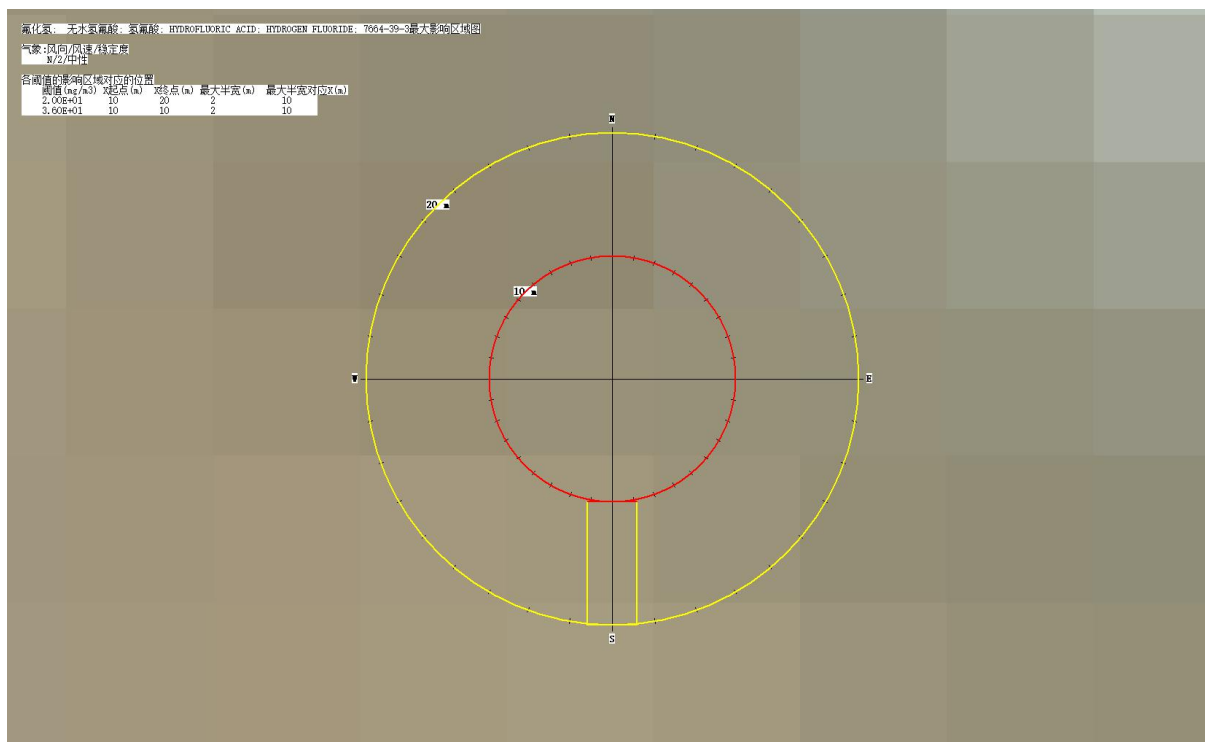 氟化氢; 无水氢氟酸; 氢氟酸; HYDROFLUORIC ACID; HYDROGEN FLUORIDE; 7664-39-3最大影响区域图
气象:风向/风速/稳定度
N/2/中性
各阈值的影响区域对应的位置
阈值(mg/m3) X起点(m) X终点(m) 最大半宽(m) 最大半宽对应X(m)
2.00E+01 10 20 2 10
3.60E+01 10 10 2 10
N
20 m
10 m
W
E
S